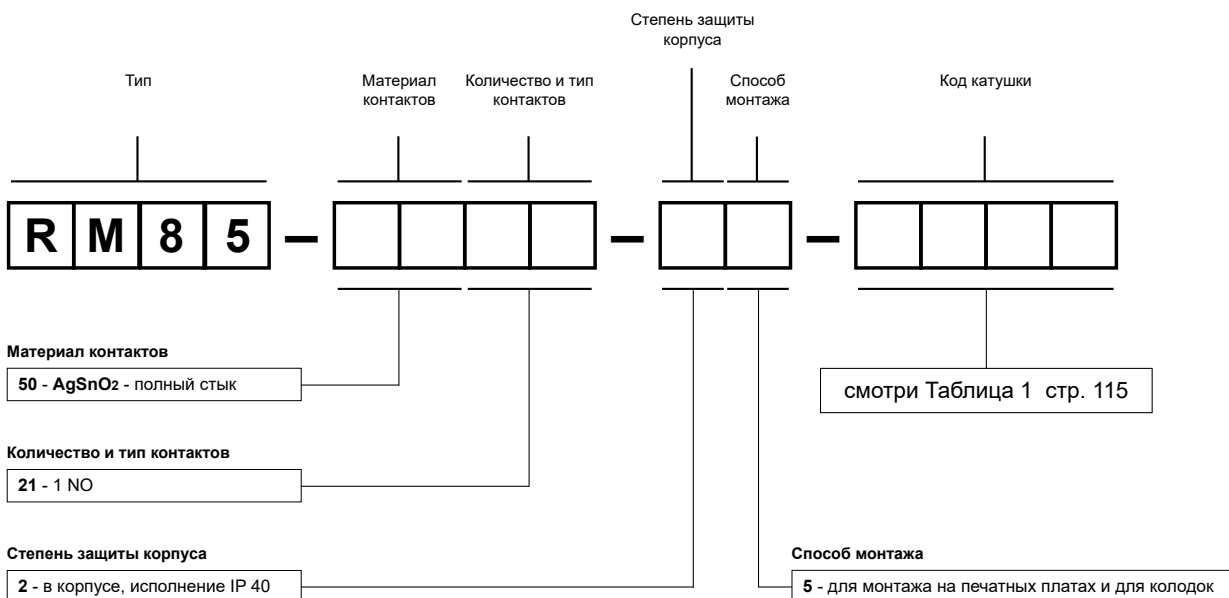 Степень защиты
корпуса
Тип
Материал
контактов
Количество и тип
контактов
Способ
монтажа
Код катушки
RM85 – –  –
Материал контактов
50 - AgSnO2 - полный стык
смотри Таблица 1 стр. 115
Количество и тип контактов
21 - 1 NO
Степень защиты корпуса
2 - в корпусе, исполнение IP 40
Способ монтажа
5 - для монтажа на печатных платах и для колодок